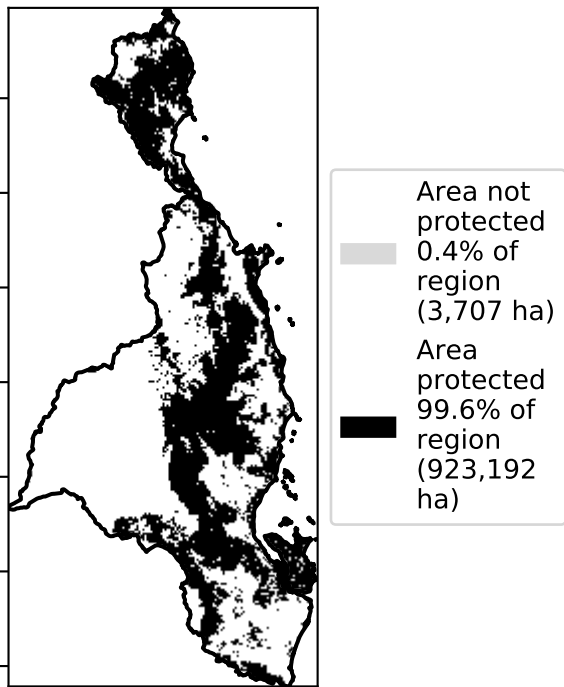 Area not
protected
0.4% of
region
(3,707 ha)
Area
protected
99.6% of
region
(923,192
ha)